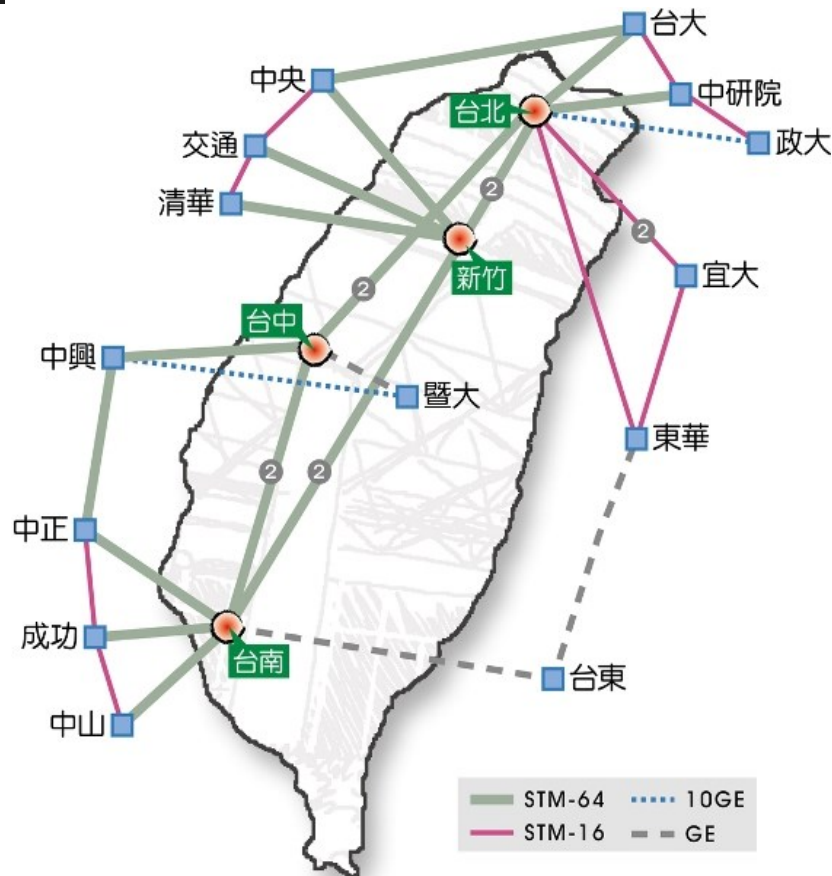 台大
中央
中研院
台北
政大
交通
清華
2
2
新竹
宜大
2
台中
中興
暨大
東華
2
2
中正
成功
台南
台東
中山
STM-64
10GE
STM-16
GE